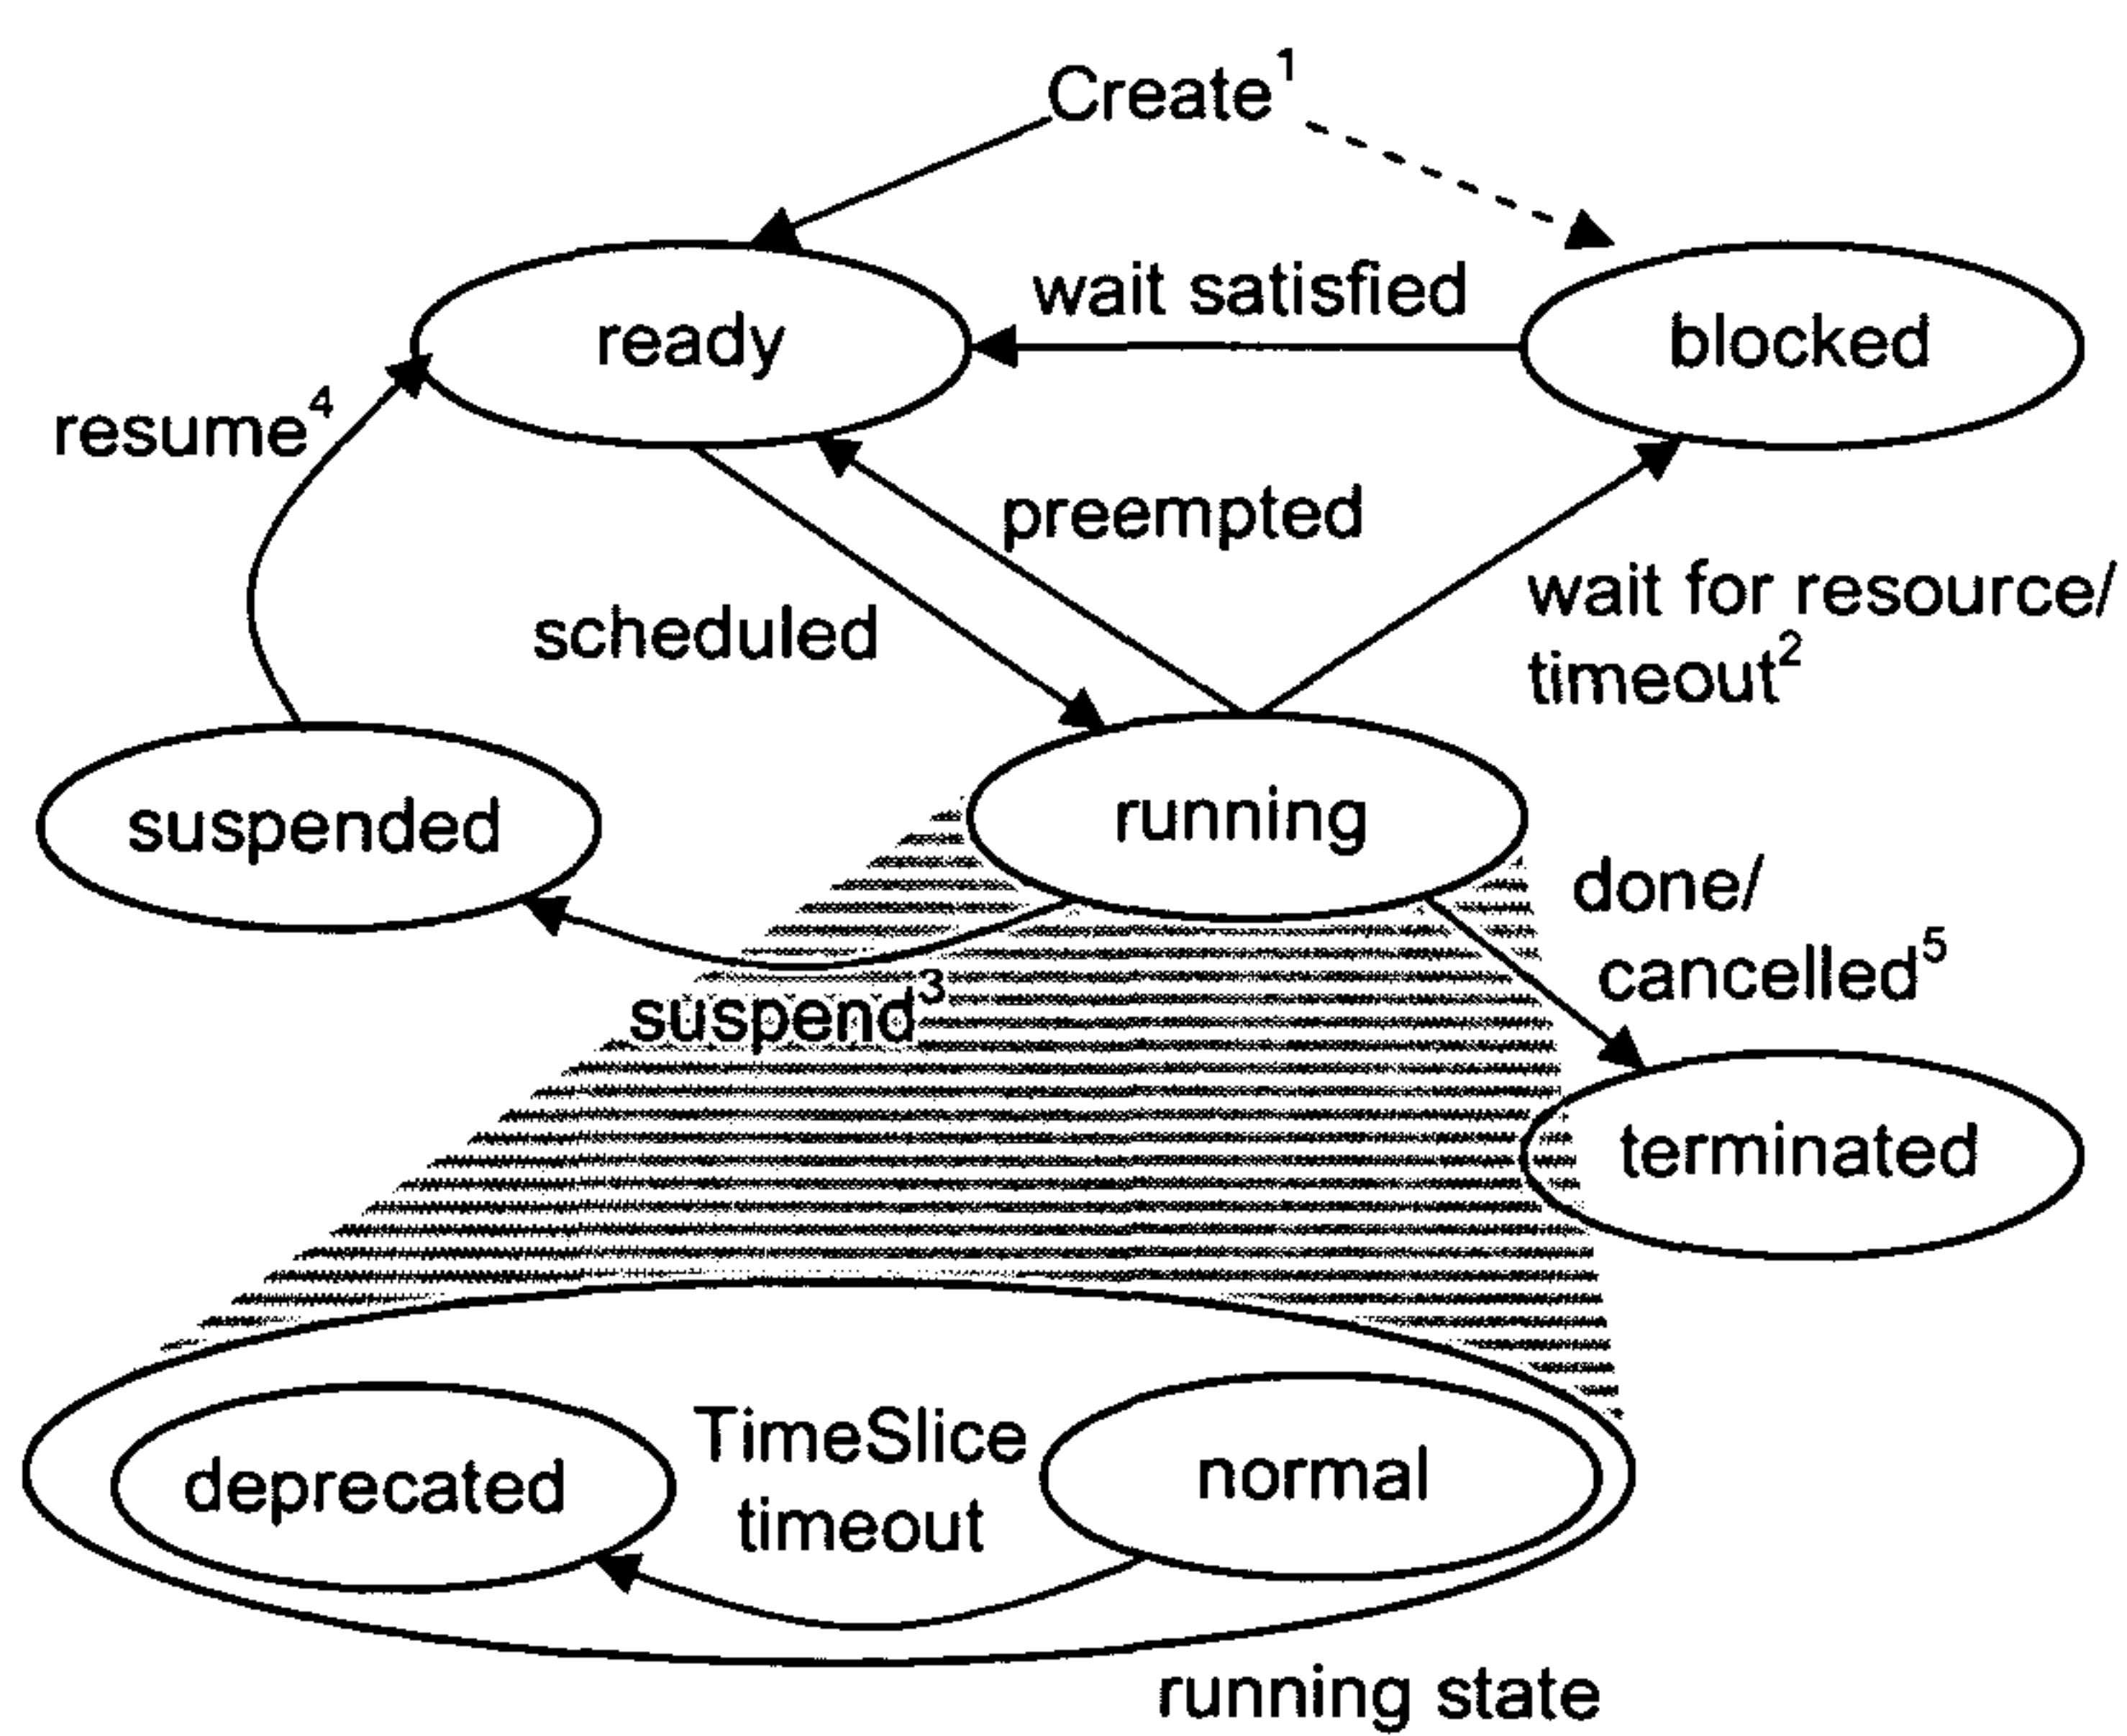 Create¹
wait satisfied
ready
blocked
resume⁴
preempted
wait for resource/
timeout²
scheduled
suspended
running
done/
cancelled⁵
suspend³
terminated
TimeSlice
timeout
deprecated
normal
running state